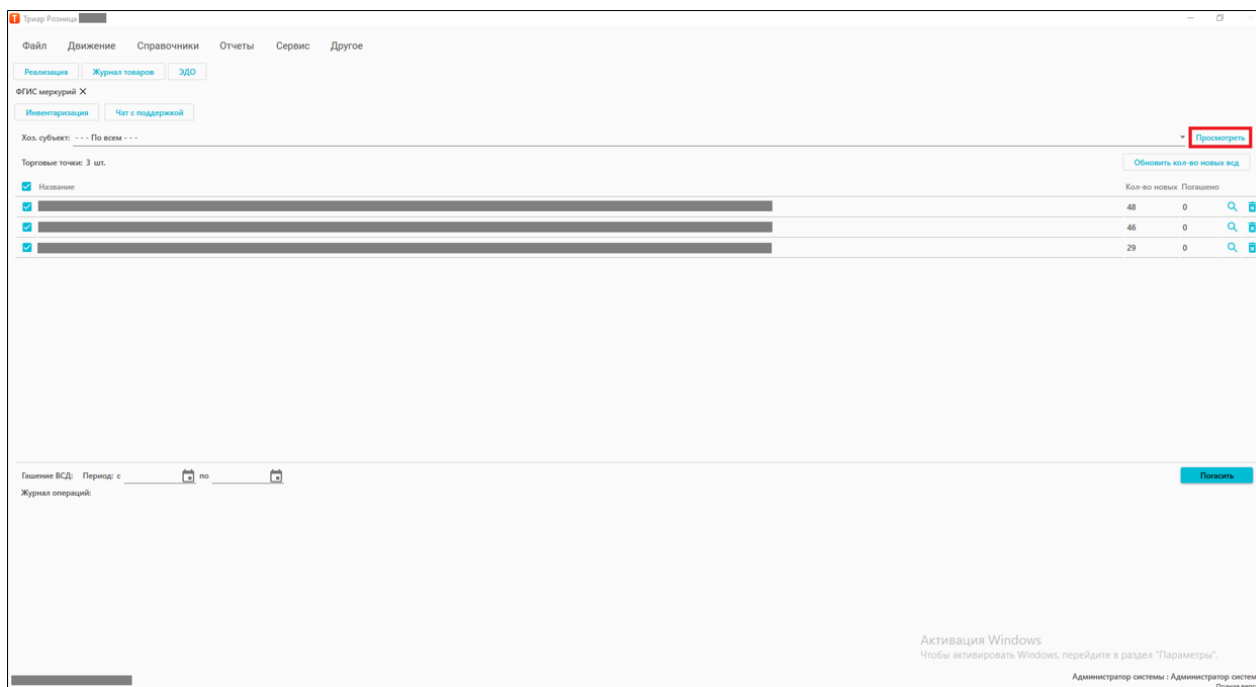 Триар Розница
Файл Движение Справочники Отчеты Сервис Другое
Реализация Журнал товаров ЭДО
ФГИС меркурий ×
Инвентаризация Чат с поддержкой
Хоз. субъект: - - - По всем - - - Просмотреть
Торговые точки: 3 шт. Обновить кол-во новых всд
Название Кол-во новых Погашено
48 0
46 0
29 0
Гашение ВСД: Период: с по Погасить
Журнал операций:
Активация Windows
Чтобы активировать Windows, перейдите в раздел "Параметры".
Администратор системы : Администратор систем
Полная верс